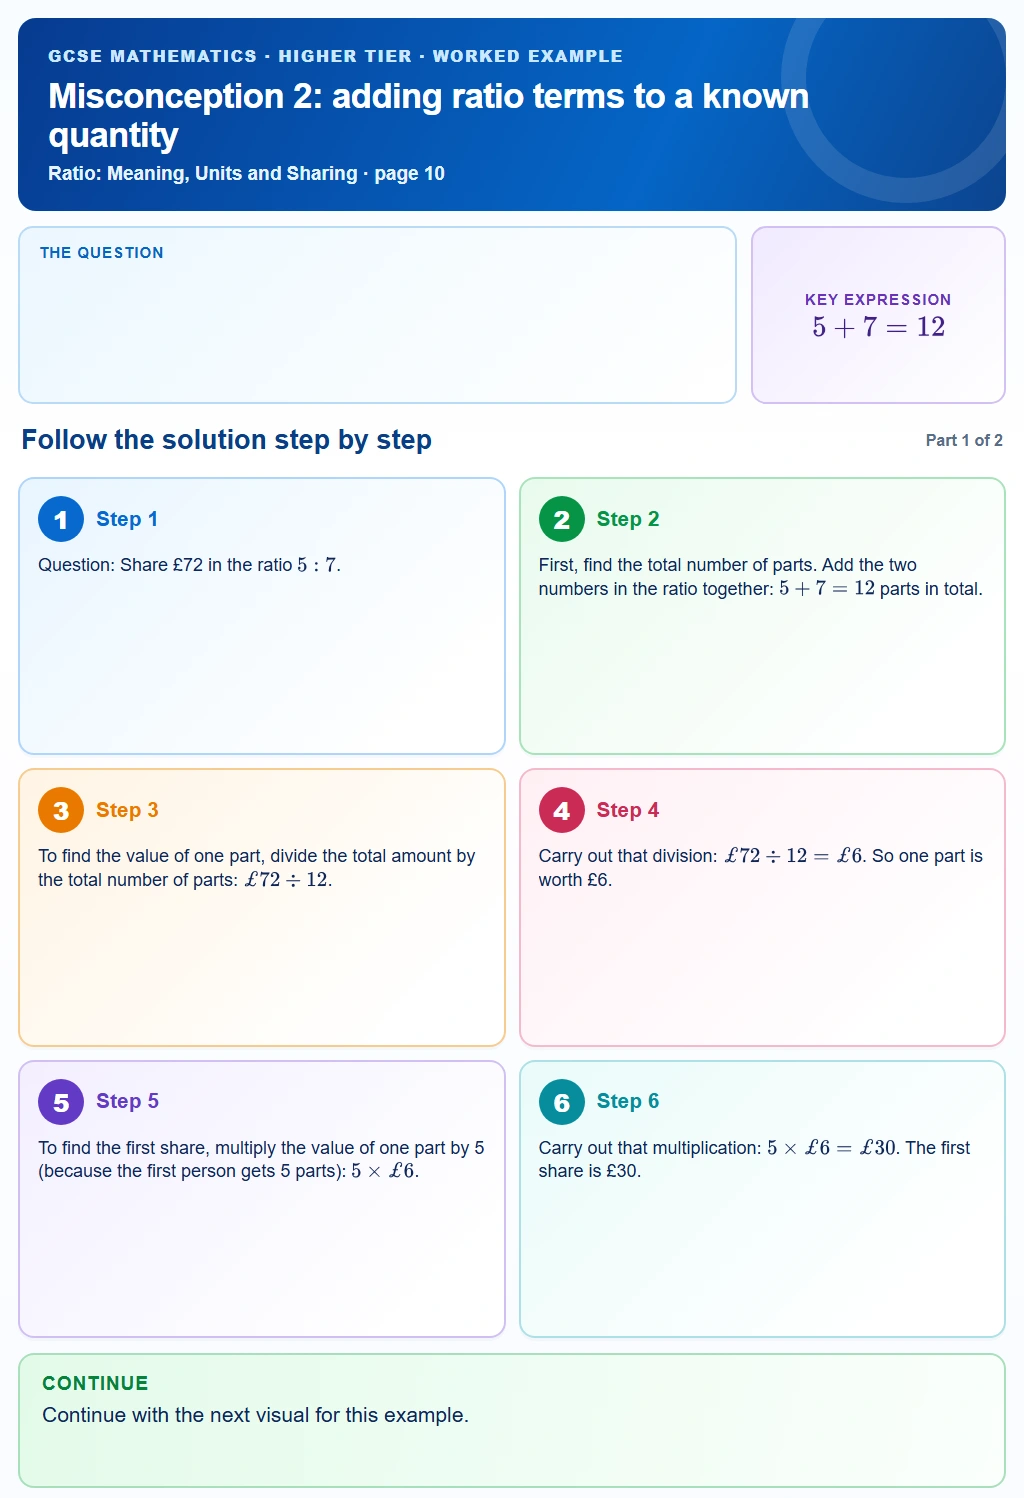 GCSE MATHEMATICS · HIGHER TIER · WORKED EXAMPLE
Misconception 2: adding ratio terms to a known
quantity
Ratio: Meaning, Units and Sharing · page 10
THE QUESTION
KEY EXPRESSION
5 + 7 = 12
Follow the solution step by step
Part 1 of 2
1 Step 1
Question: Share £72 in the ratio 5 : 7.
2 Step 2
First, find the total number of parts. Add the two
numbers in the ratio together: 5 + 7 = 12 parts in total.
3 Step 3
To find the value of one part, divide the total amount by
the total number of parts: £72 ÷ 12.
4 Step 4
Carry out that division: £72 ÷ 12 = £6. So one part is
worth £6.
5 Step 5
To find the first share, multiply the value of one part by 5
(because the first person gets 5 parts): 5 × £6.
6 Step 6
Carry out that multiplication: 5 × £6 = £30. The first
share is £30.
CONTINUE
Continue with the next visual for this example.